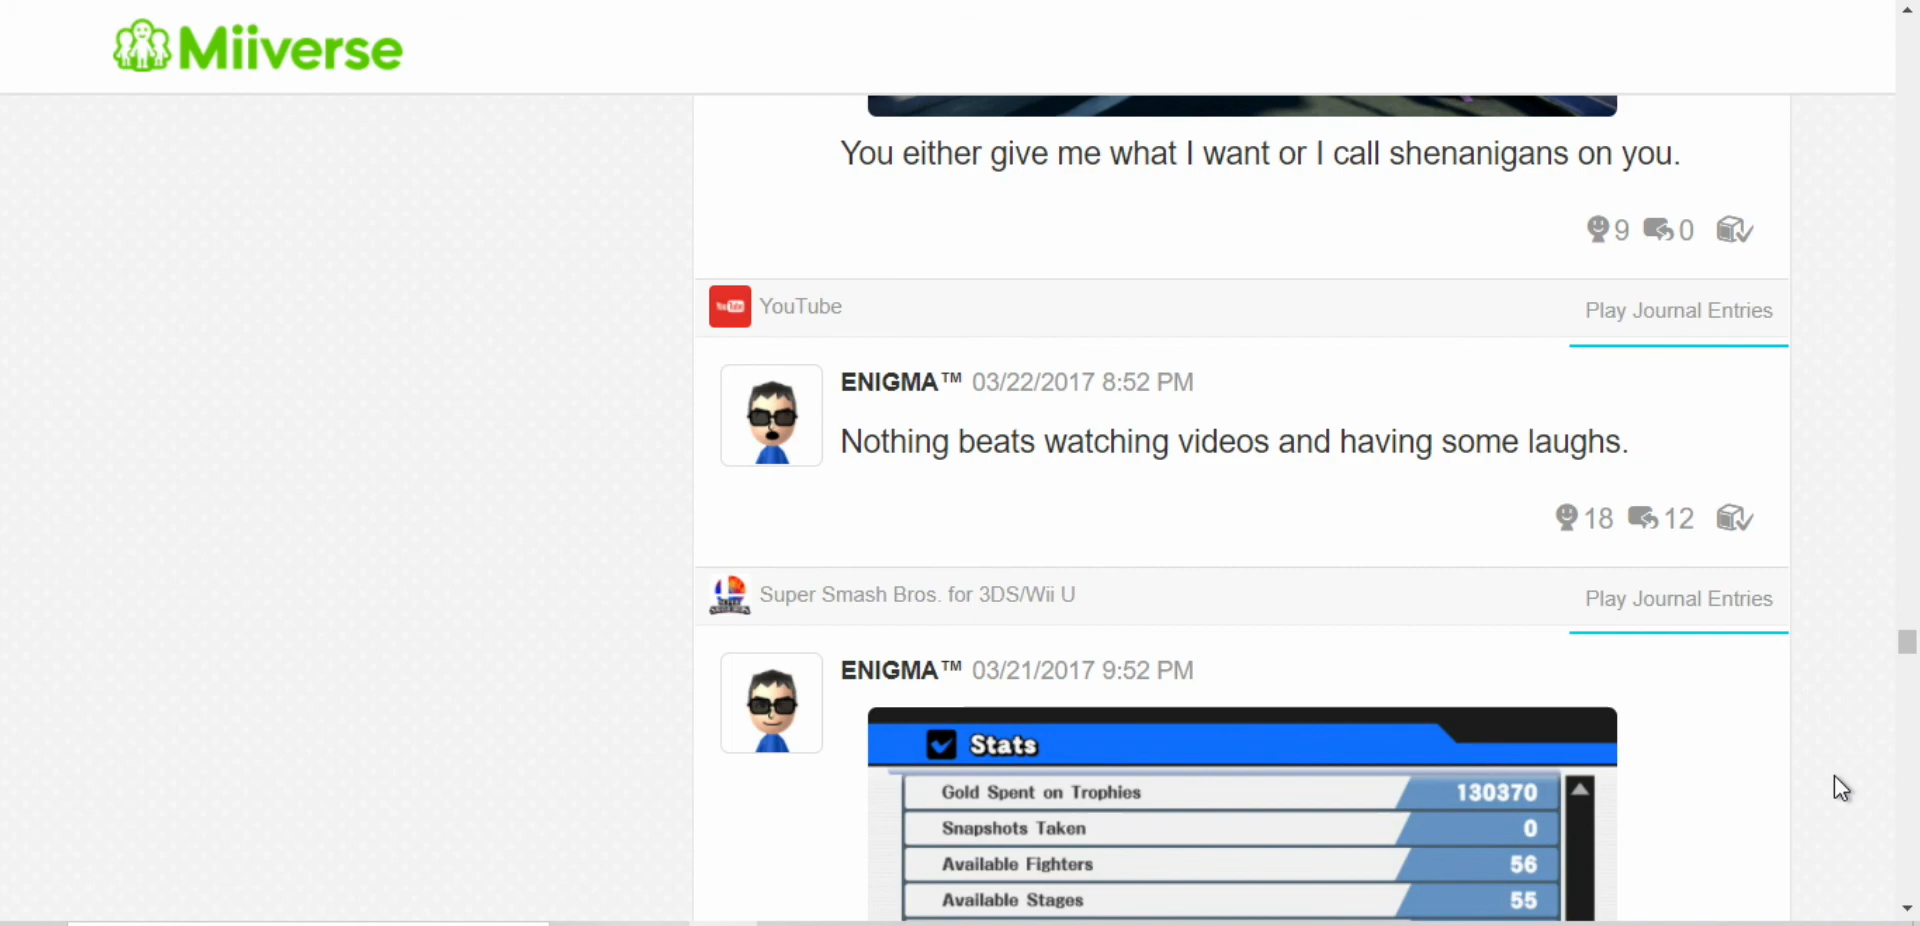 Miiverse
You either give me what I want or I call shenanigans on you.
9 0
YouTube
Play Journal Entries
ENIGMA™ 03/22/2017 8:52 PM
Nothing beats watching videos and having some laughs.
18 12
Super Smash Bros. for 3DS/Wii U
Play Journal Entries
ENIGMA™ 03/21/2017 9:52 PM
Stats
Gold Spent on Trophies 130370
Snapshots Taken 0
Available Fighters 56
Available Stages 55